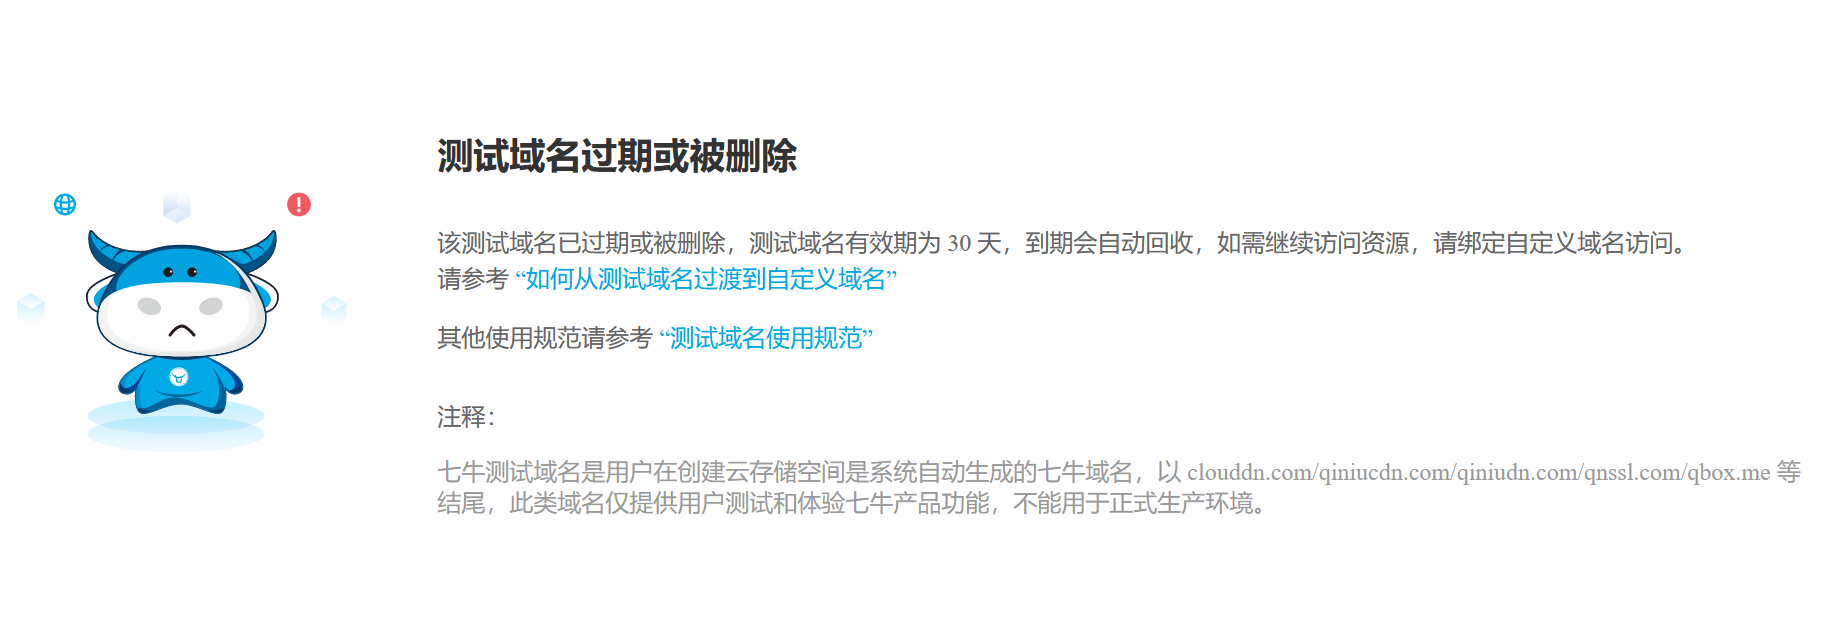 测试域名过期或被删除
该测试域名已过期或被删除，测试域名有效期为 30 天，到期会自动回收，如需继续访问资源，请绑定自定义域名访问。
请参考 “如何从测试域名过渡到自定义域名”
其他使用规范请参考 “测试域名使用规范”
注释：
七牛测试域名是用户在创建云存储空间是系统自动生成的七牛域名，以 clouddn.com/qiniucdn.com/qiniudn.com/qnssl.com/qbox.me 等
结尾，此类域名仅提供用户测试和体验七牛产品功能，不能用于正式生产环境。